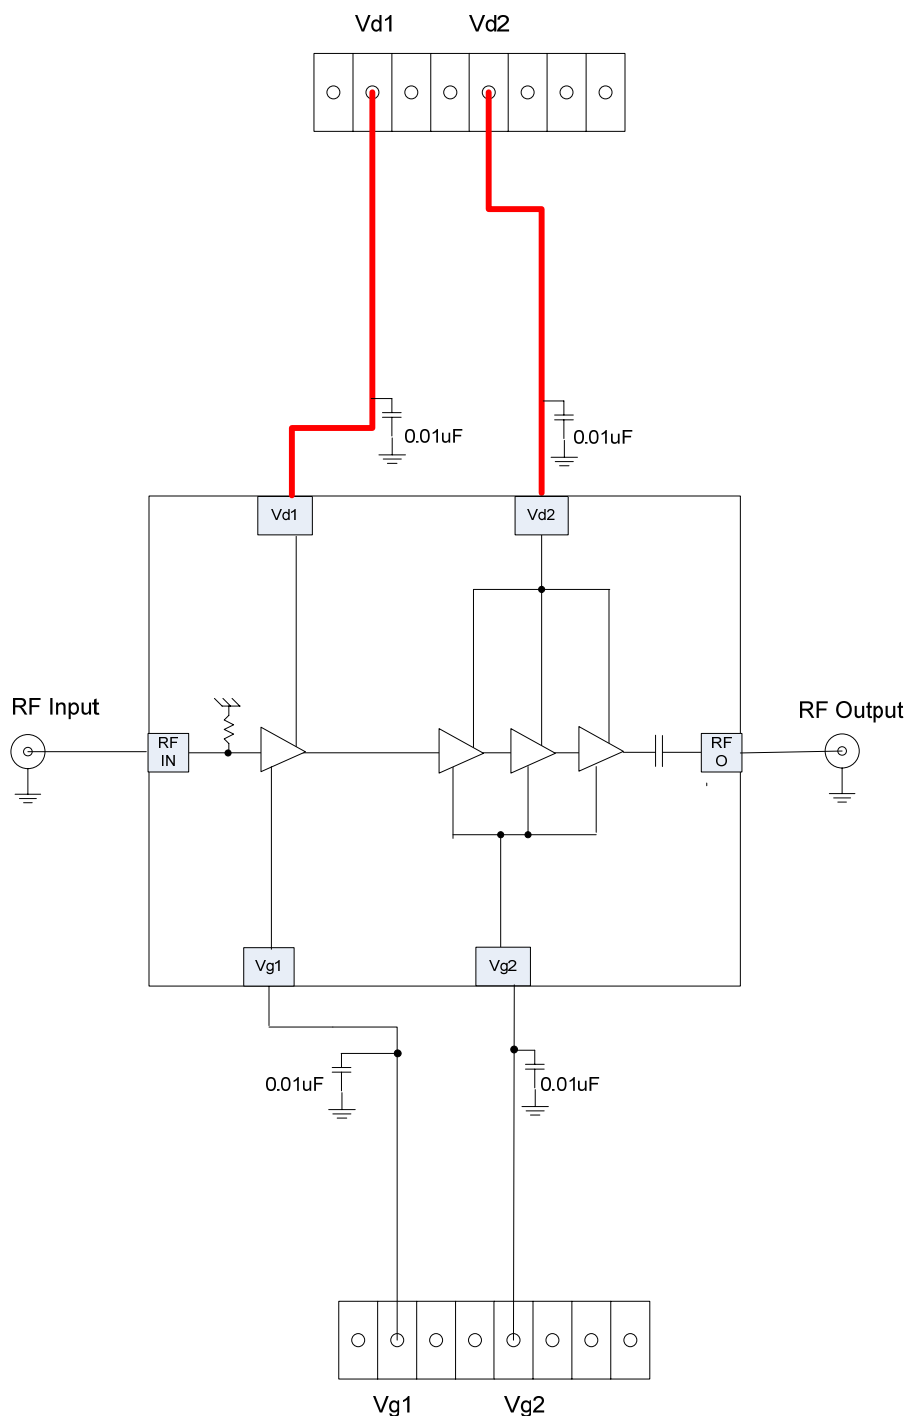 Vd1 Vd2
0.01uF 0.01uF
Vd1 Vd2
RF Input
RF Output
RF
IN
RF
O
Vg1 Vg2
0.01uF 0.01uF
Vg1 Vg2